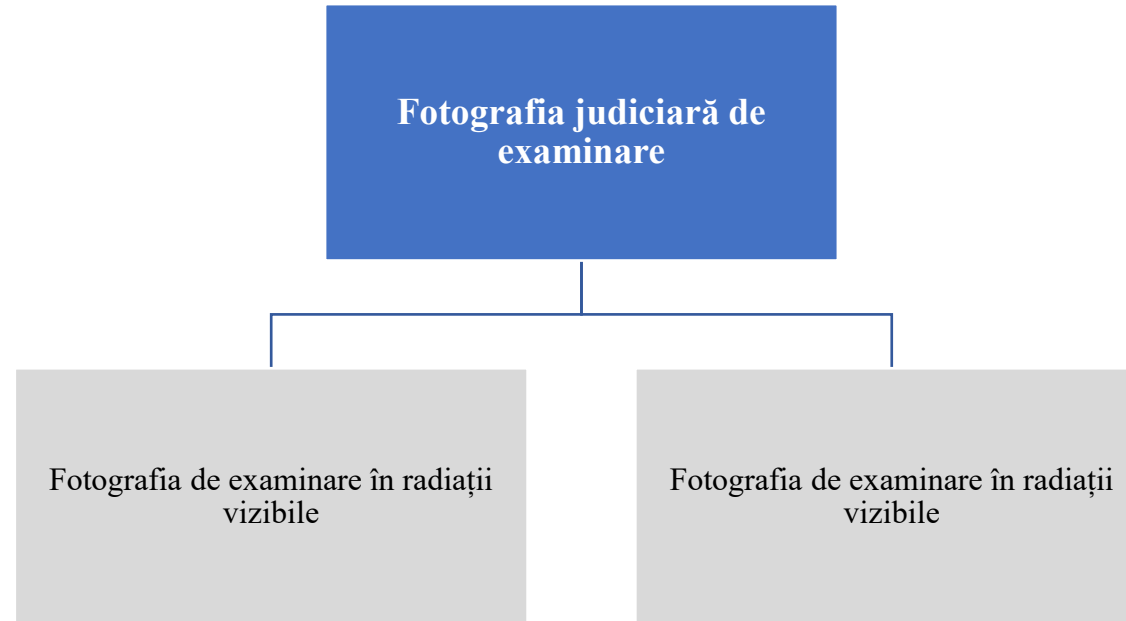 Fotografia judiciară de
examinare
Fotografia de examinare în radiații
vizibile
Fotografia de examinare în radiații
vizibile